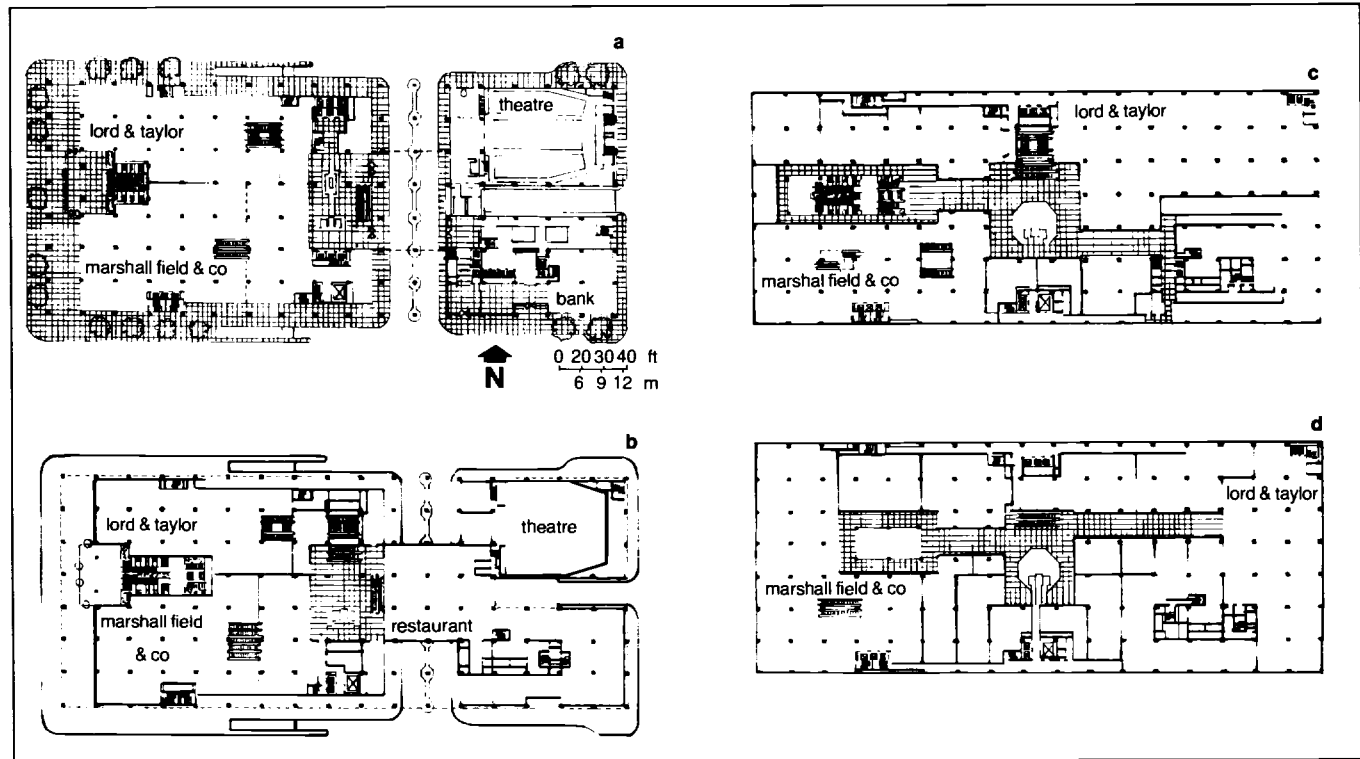 a
theatre
lord & taylor
marshall field & co
bank
N
0 20 30 40 ft
6 9 12 m
b
lord & taylor
theatre
marshall field
& co
restaurant
c
lord & taylor
marshal field & co
d
lord & taylor
marshall field & co